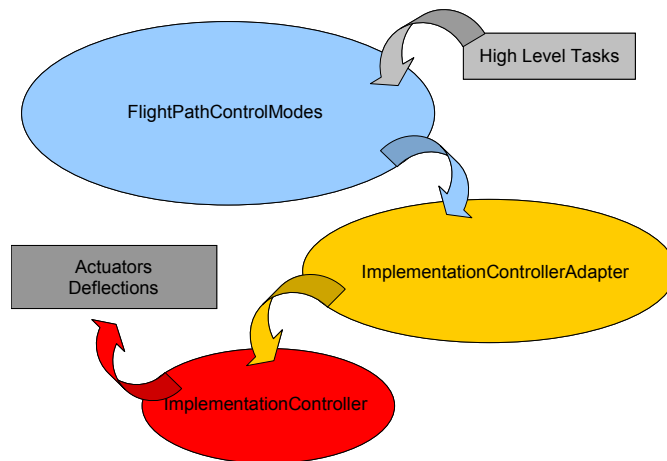 High Level Tasks
FlightPathControlModes
ImplementationControllerAdapter
Actuators
Deflections
ImplementationController